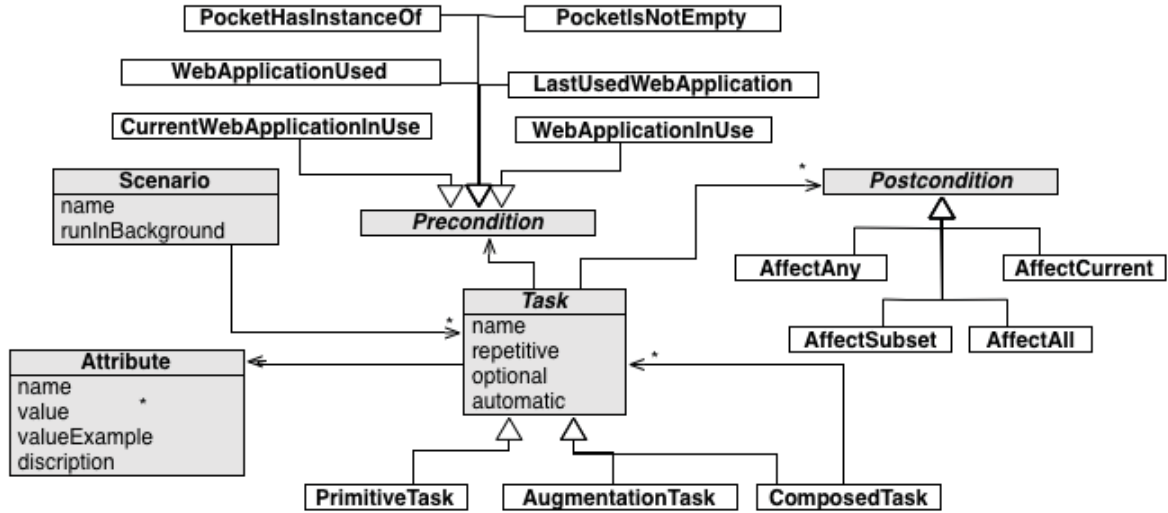 PocketHasInstanceOf
PocketIsNotEmpty
WebApplicationUsed
LastUsedWebApplication
CurrentWebApplicationInUse
WebApplicationInUse
Scenario
name
runInBackground
Precondition
*
Postcondition
AffectAny
AffectCurrent
AffectSubset
AffectAll
Task
name
repetitive
optional
automatic
*
*
Attribute
name
value
*
valueExample
discription
PrimitiveTask
AugmentationTask
ComposedTask